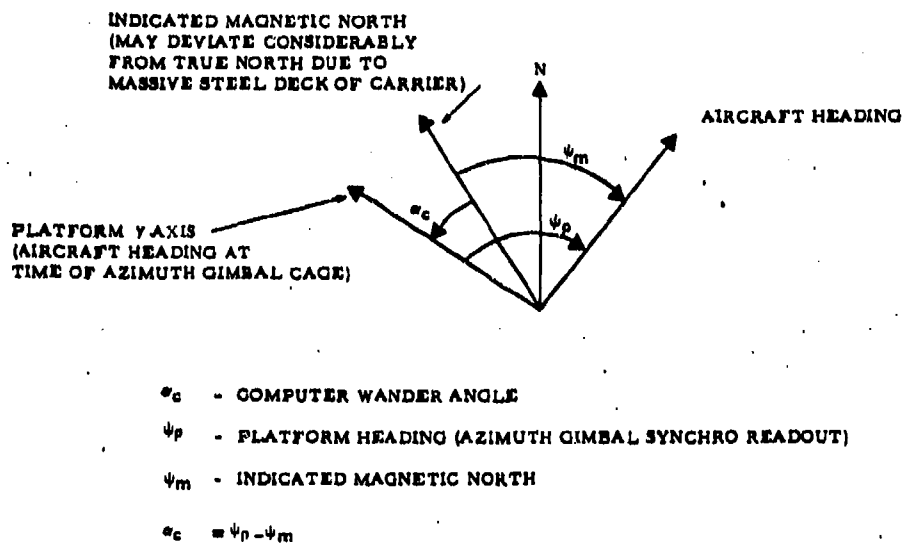 INDICATED MAGNETIC NORTH
(MAY DEVIATE CONSIDERABLY
FROM TRUE NORTH DUE TO
MASSIVE STEEL DECK OF CARRIER)
N
AIRCRAFT HEADING
ψm
αc
ψp
PLATFORM Y AXIS
(AIRCRAFT HEADING AT
TIME OF AZIMUTH GIMBAL CAGE)
αc - COMPUTER WANDER ANGLE
ψp - PLATFORM HEADING (AZIMUTH GIMBAL SYNCHRO READOUT)
ψm - INDICATED MAGNETIC NORTH
αc = ψp - ψm